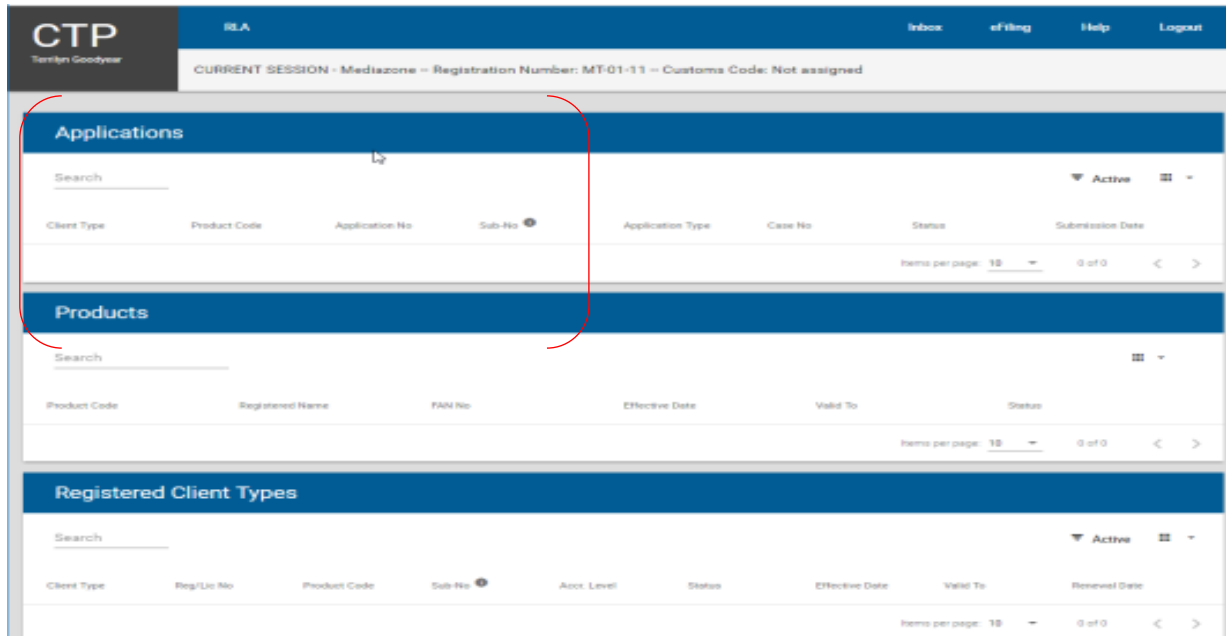 CTP
Terrilyn Goodyear
RLA Inbox eFiling Help Logout
CURRENT SESSION - Mediazone – Registration Number: MT-01-11 – Customs Code: Not assigned
Applications
Search Active
Client Type Product Code Application No Sub-No Application Type Case No Status Submission Date
Items per page: 10 0 of 0
Products
Search
Product Code Registered Name FAN No Effective Date Valid To Status
Items per page: 10 0 of 0
Registered Client Types
Search Active
Client Type Reg/Lic No Product Code Sub-No Accr. Level Status Effective Date Valid To Renewal Date
Items per page: 10 0 of 0